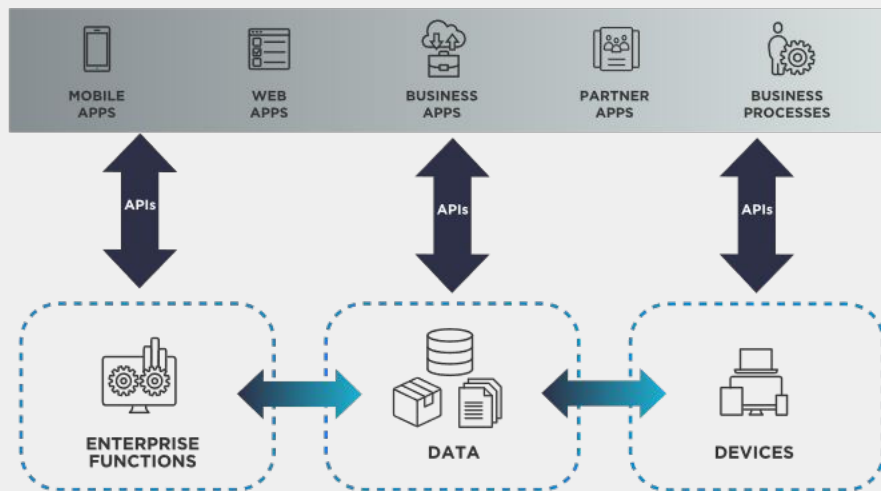 MOBILE
APPS
WEB
APPS
BUSINESS
APPS
PARTNER
APPS
BUSINESS
PROCESSES
APIs
APIs
APIs
ENTERPRISE
FUNCTIONS
DATA
DEVICES